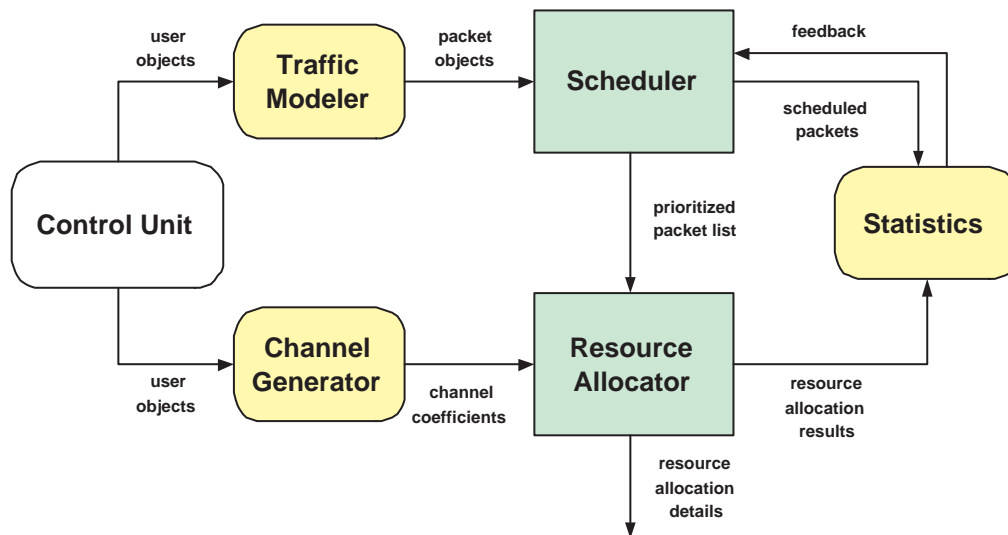 user
objects
Traffic
Modeler
packet
objects
Scheduler
feedback
scheduled
packets
Control Unit
prioritized
packet list
Statistics
user
objects
Channel
Generator
channel
coefficients
Resource
Allocator
resource
allocation
results
resource
allocation
details